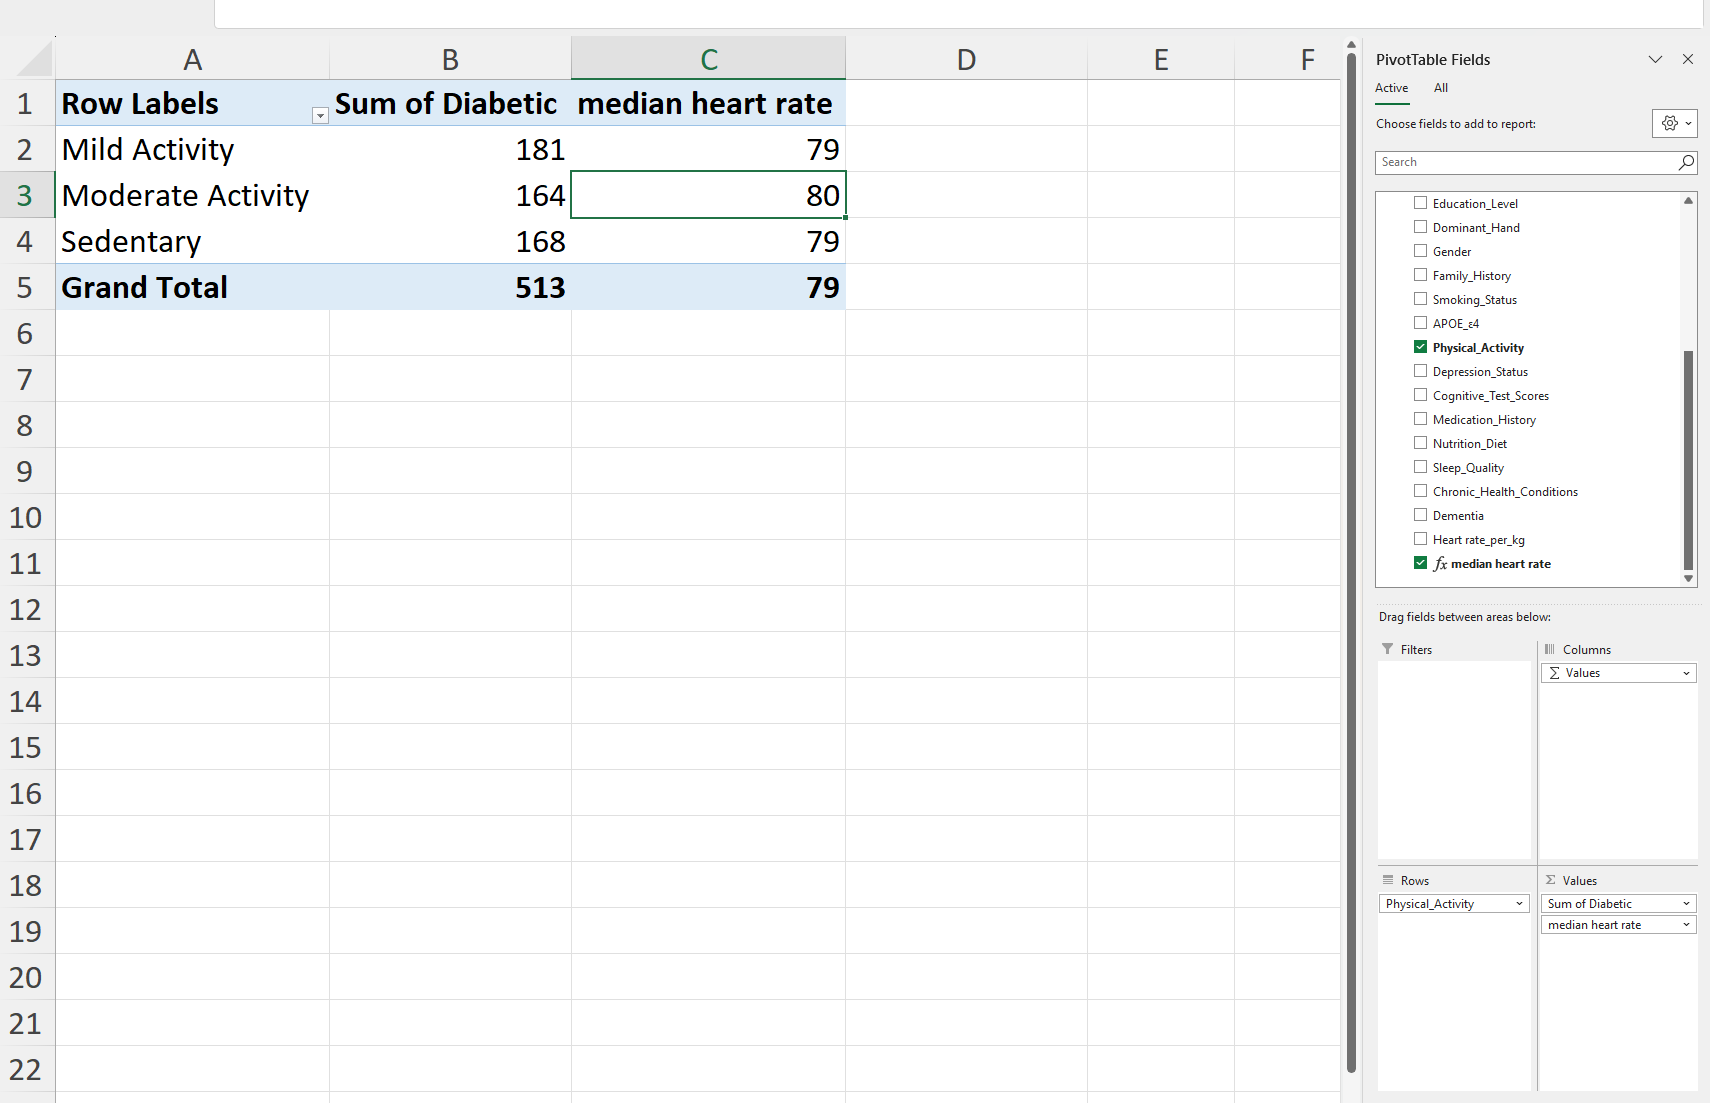 A B C D E F
1 Row Labels Sum of Diabetic median heart rate
2 Mild Activity 181 79
3 Moderate Activity 164 80
4 Sedentary 168 79
5 Grand Total 513 79
6
7
8
9
10
11
12
13
14
15
16
17
18
19
20
21
22
PivotTable Fields
Active All
Choose fields to add to report:
Search
Education_Level
Dominant_Hand
Gender
Family_History
Smoking_Status
APOE_ε4
Physical_Activity
Depression_Status
Cognitive_Test_Scores
Medication_History
Nutrition_Diet
Sleep_Quality
Chronic_Health_Conditions
Dementia
Heart rate_per_kg
fx median heart rate
Drag fields between areas below:
Filters
Columns
Σ Values
Rows
Physical_Activity
Σ Values
Sum of Diabetic
median heart rate